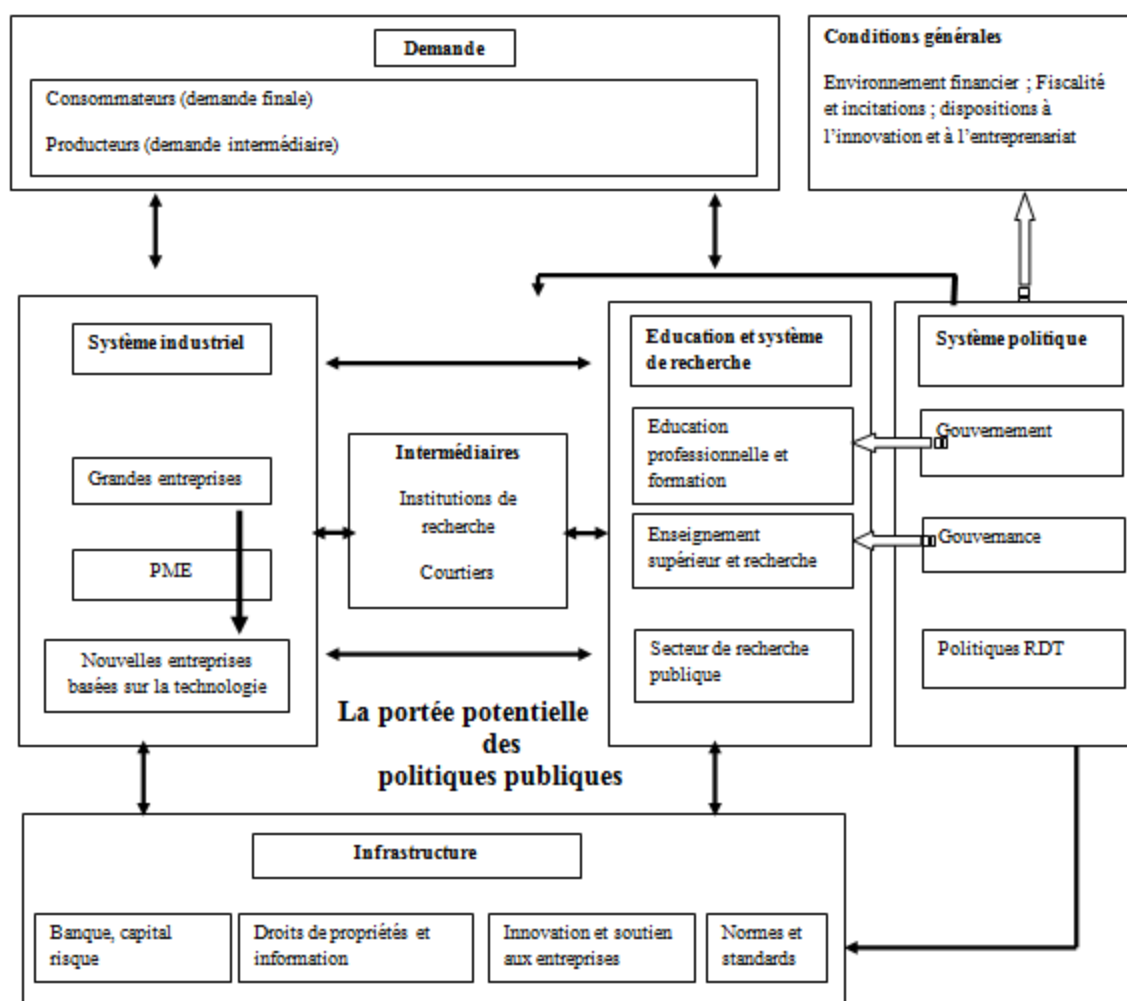 Demande
Consommateurs (demande finale)
Producteurs (demande intermédiaire)
Conditions générales
Environnement financier ; Fiscalité
et incitations ; dispositions à
l'innovation et à l'entreprenariat
Système industriel
Grandes entreprises
PME
Nouvelles entreprises
basées sur la technologie
Intermédiaires
Institutions de
recherche
Courtiers
Education et système
de recherche
Education
professionnelle et
formation
Enseignement
supérieur et recherche
Secteur de recherche
publique
Système politique
Gouvernement
Gouvernance
Politiques RDT
La portée potentielle
des
politiques publiques
Infrastructure
Banque, capital
risque
Droits de propriétés et
information
Innovation et soutien
aux entreprises
Normes et
standards